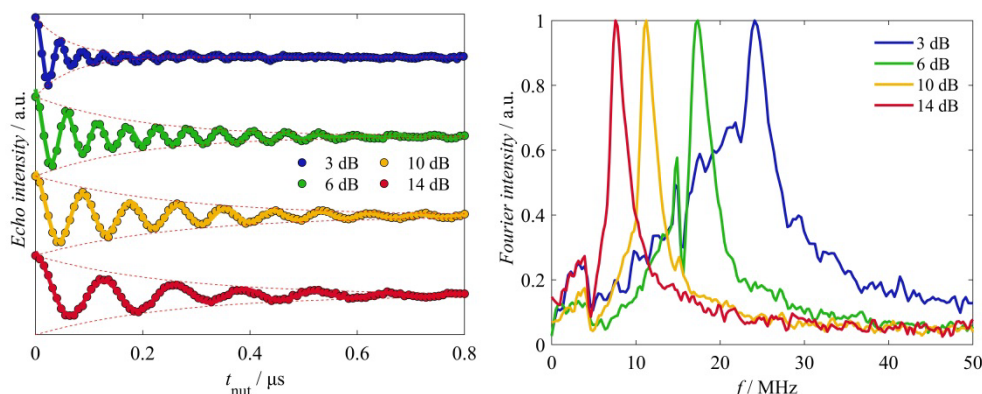 Echo intensity / a.u.
3 dB
10 dB
6 dB
14 dB
0
0.2
0.4
0.6
0.8
t_nut / μs
Fourier intensity / a.u.
1
0.8
0.6
0.4
0.2
0
3 dB
6 dB
10 dB
14 dB
0
10
20
30
40
50
f / MHz